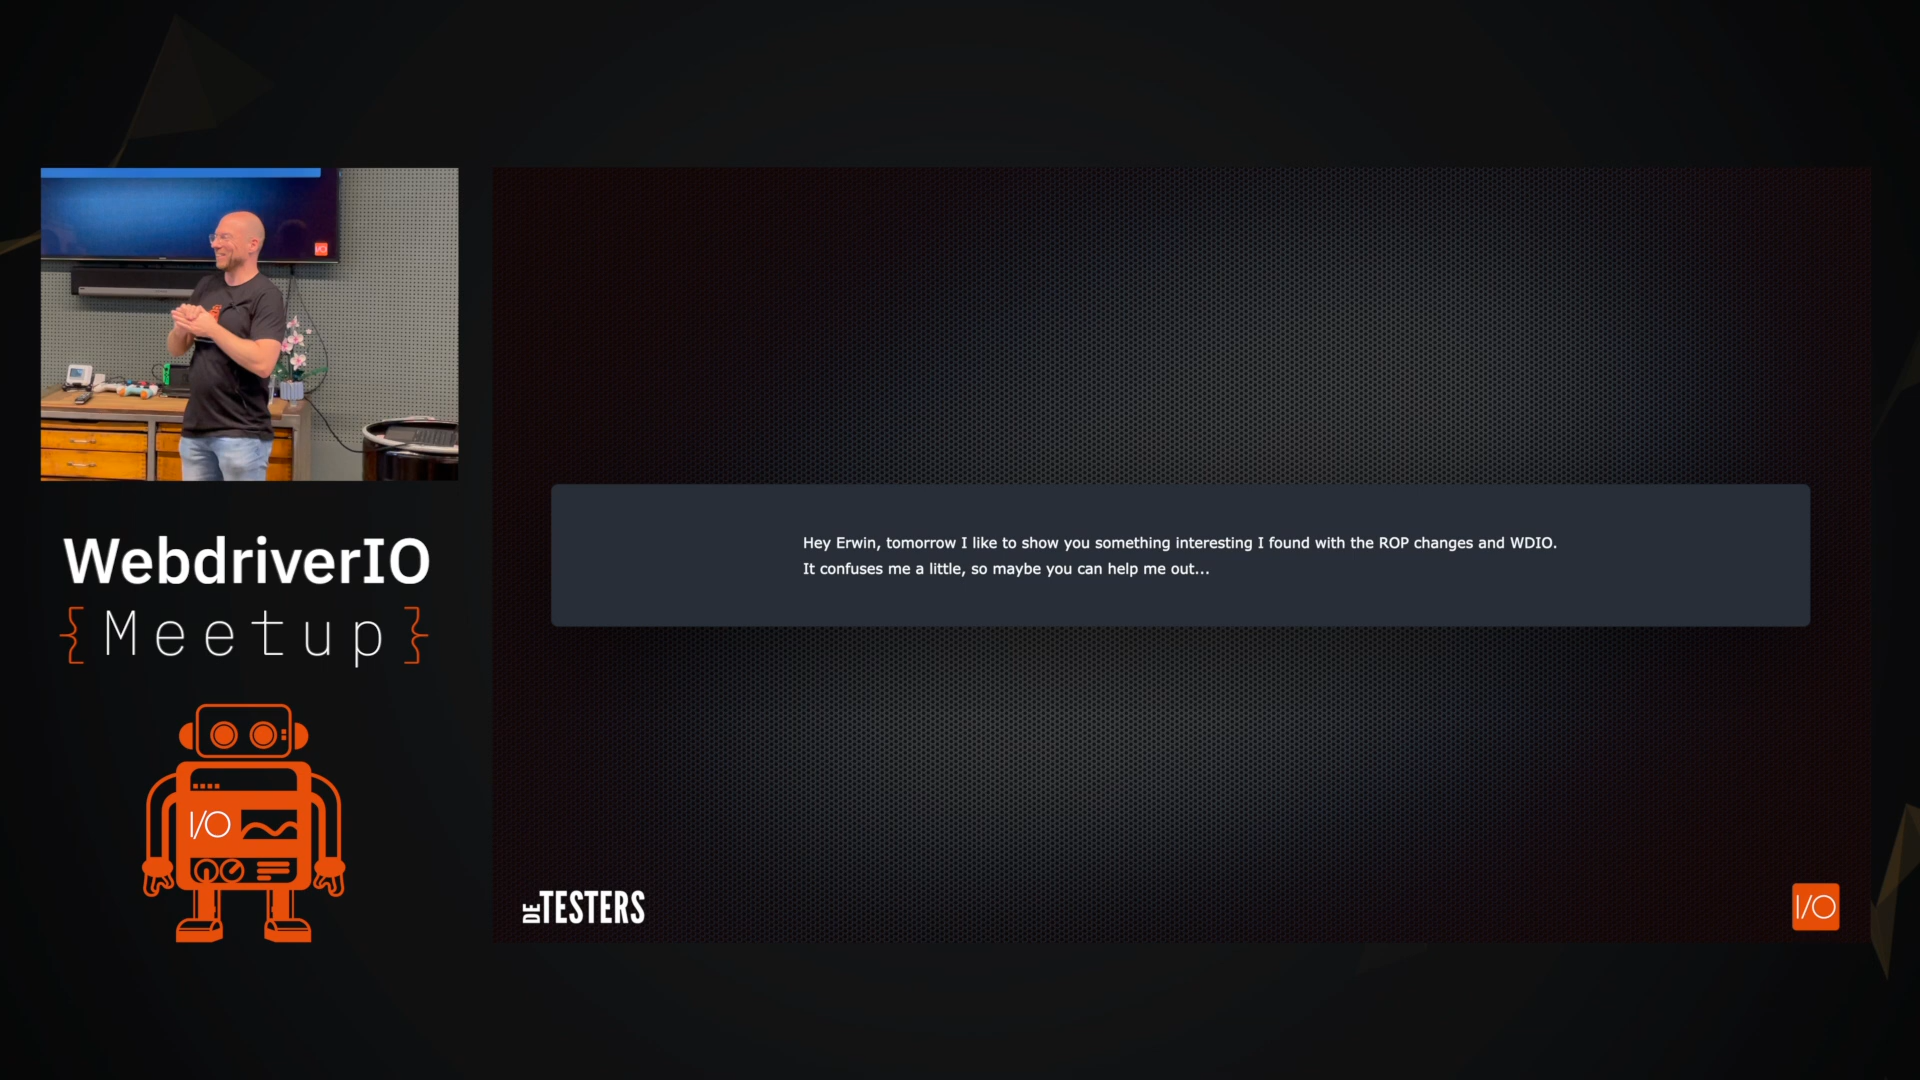 I/O
WebdriverIO
{Meetup}
I/O
Hey Erwin, tomorrow I like to show you something interesting I found with the ROP changes and WDIO.
It confuses me a little, so maybe you can help me out...
DE TESTERS
I/O